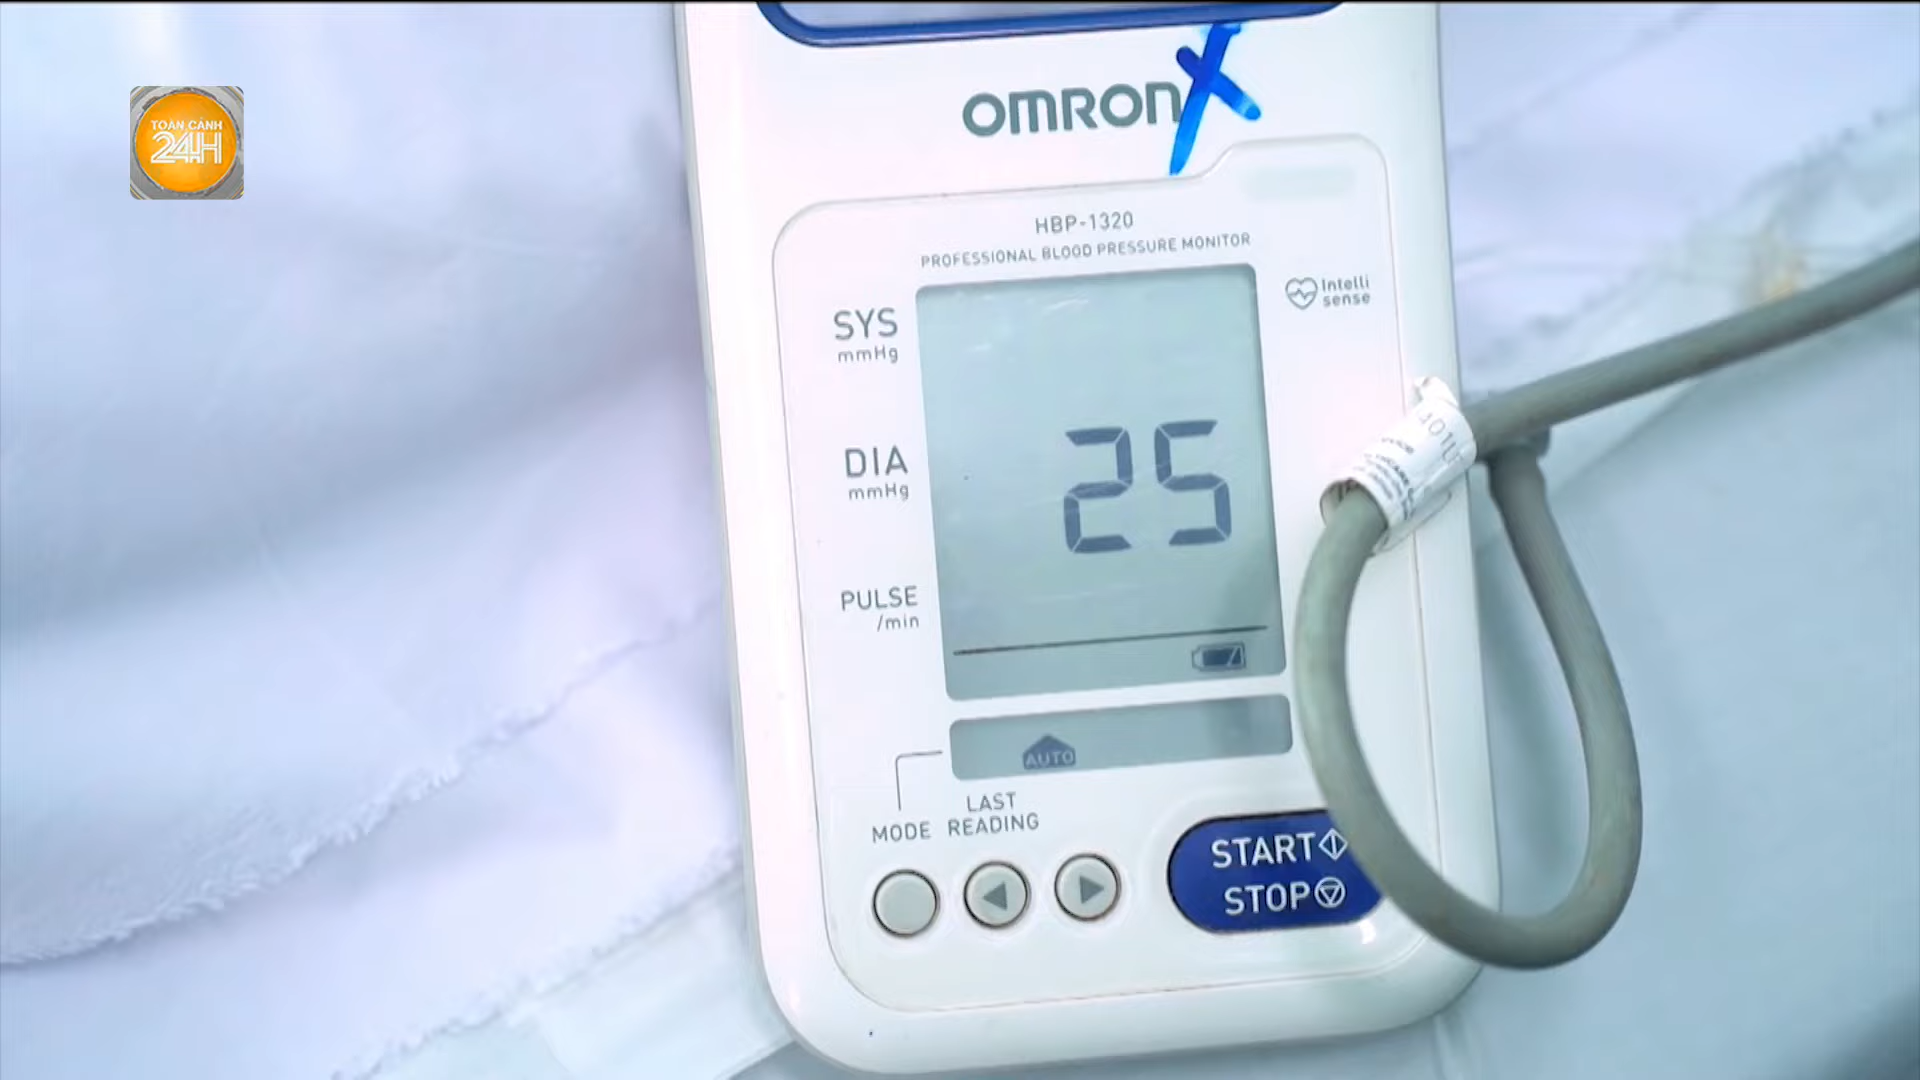 TOÀN CẢNH
24H
OMRON
HBP-1320
PROFESSIONAL BLOOD PRESSURE MONITOR
Intelli
sense
SYS
mmHg
DIA
mmHg
25
PULSE
/min
AUTO
MODE
LAST
READING
START
STOP